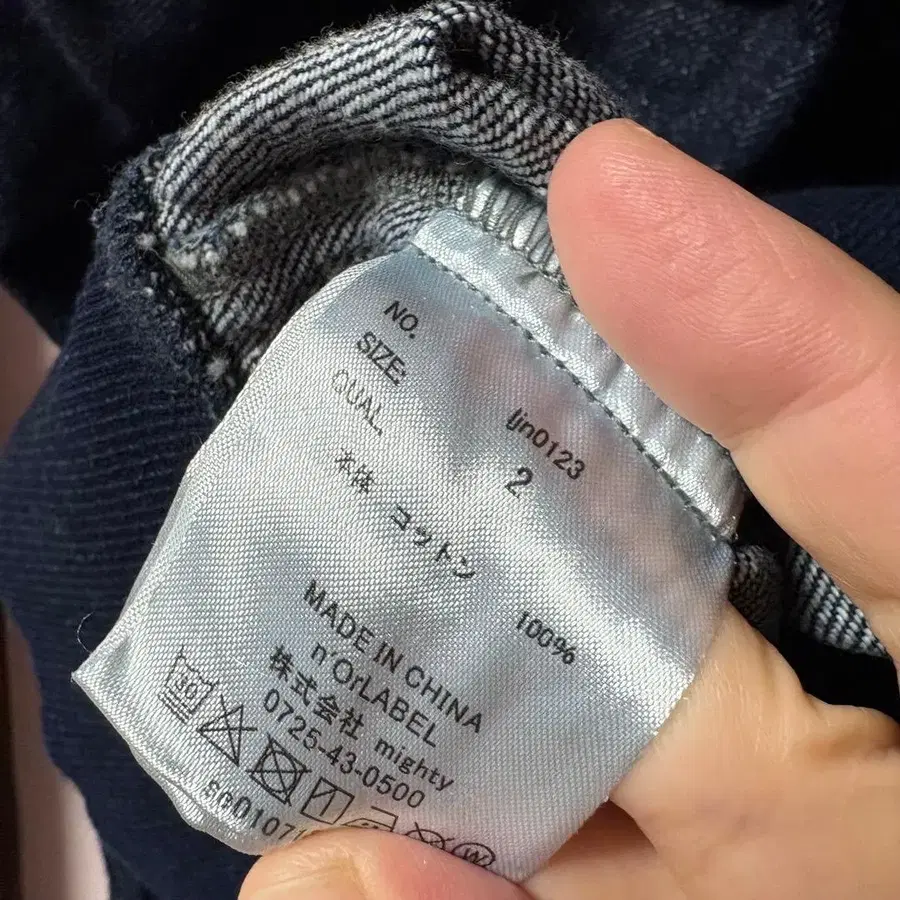 NO. ljn0123
SIZE: 2
QUAL.
本体 コットン 100%
MADE IN CHINA
n'OrLABEL
株式会社 mighty
0725-43-0500